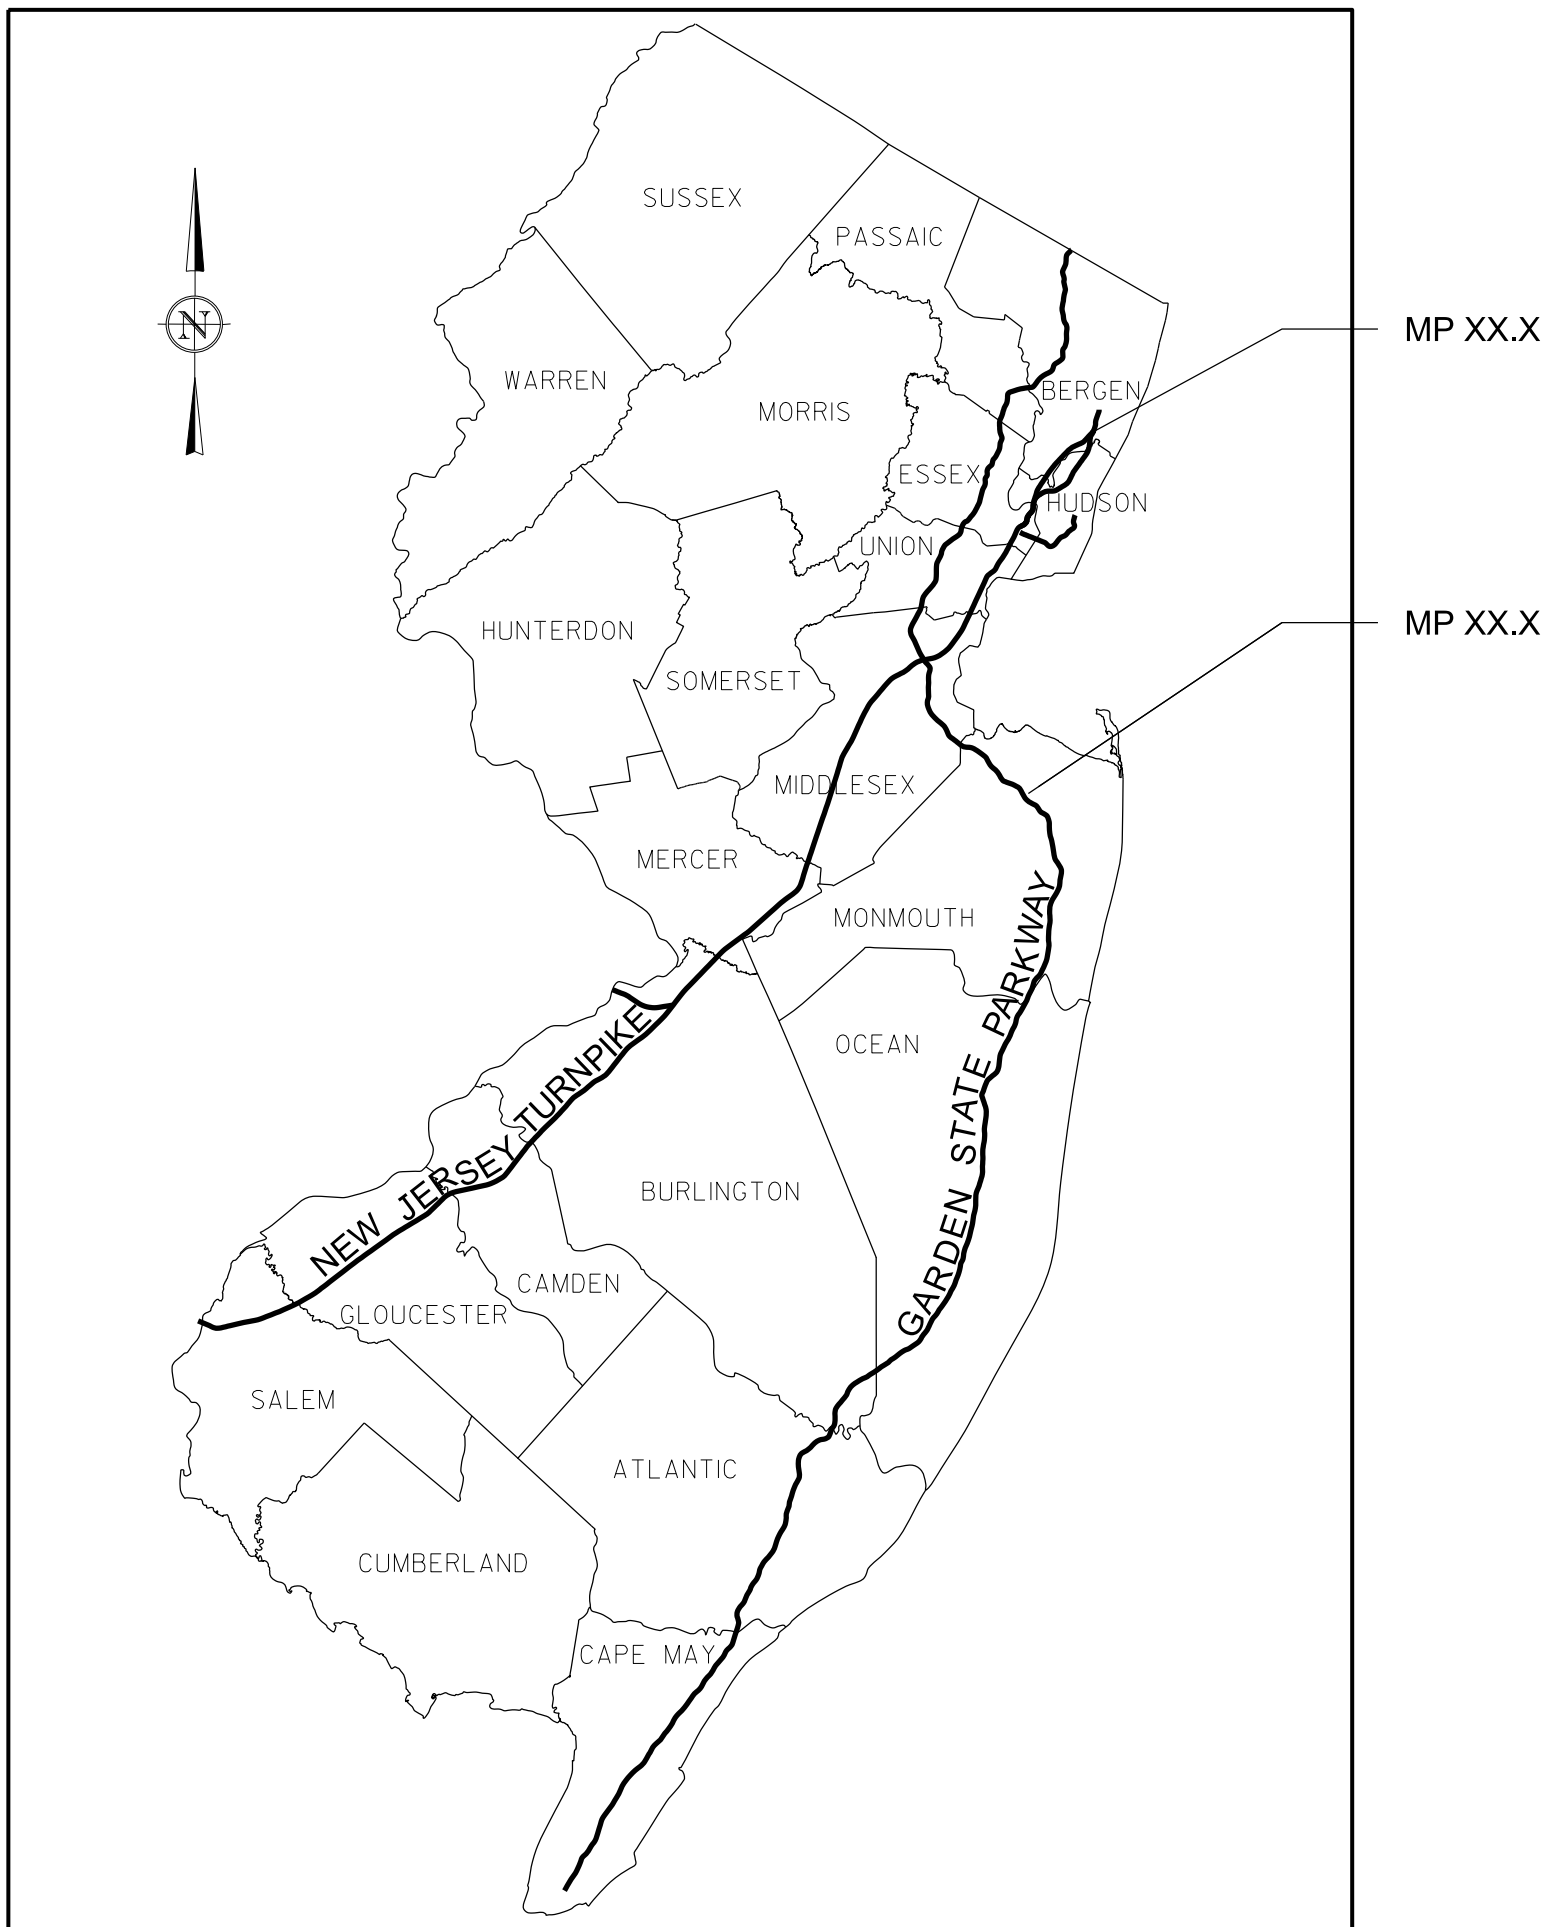 SUSSEX
PASSAIC
N
MP XX.X
WARREN
BERGEN
MORRIS
ESSEX
HUDSON
UNION
MP XX.X
HUNTERDON
SOMERSET
MIDDLESEX
MERCER
MONMOUTH
GARDEN STATE PARKWAY
OCEAN
NEW JERSEY TURNPIKE
BURLINGTON
CAMDEN
GLOUCESTER
SALEM
ATLANTIC
CUMBERLAND
CAPE MAY